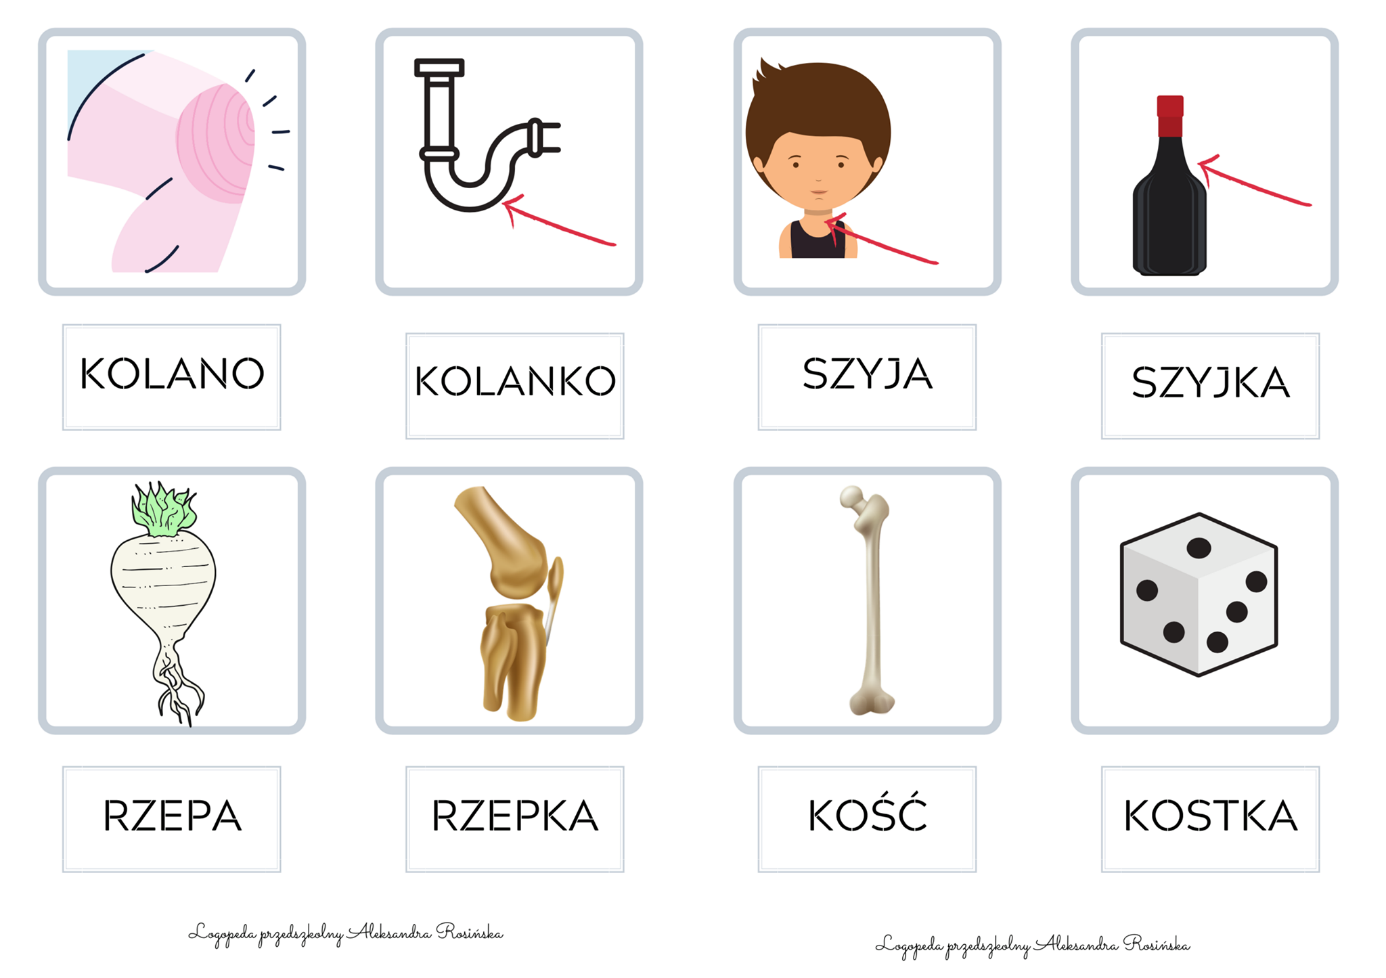 KOLANO
KOLANKO
SZYJA
SZYJKA
RZEPA
RZEPKA
KOŚĆ
KOSTKA
Logopeda przedszkolny Aleksandra Rosińska
Logopeda przedszkolny Aleksandra Rosińska